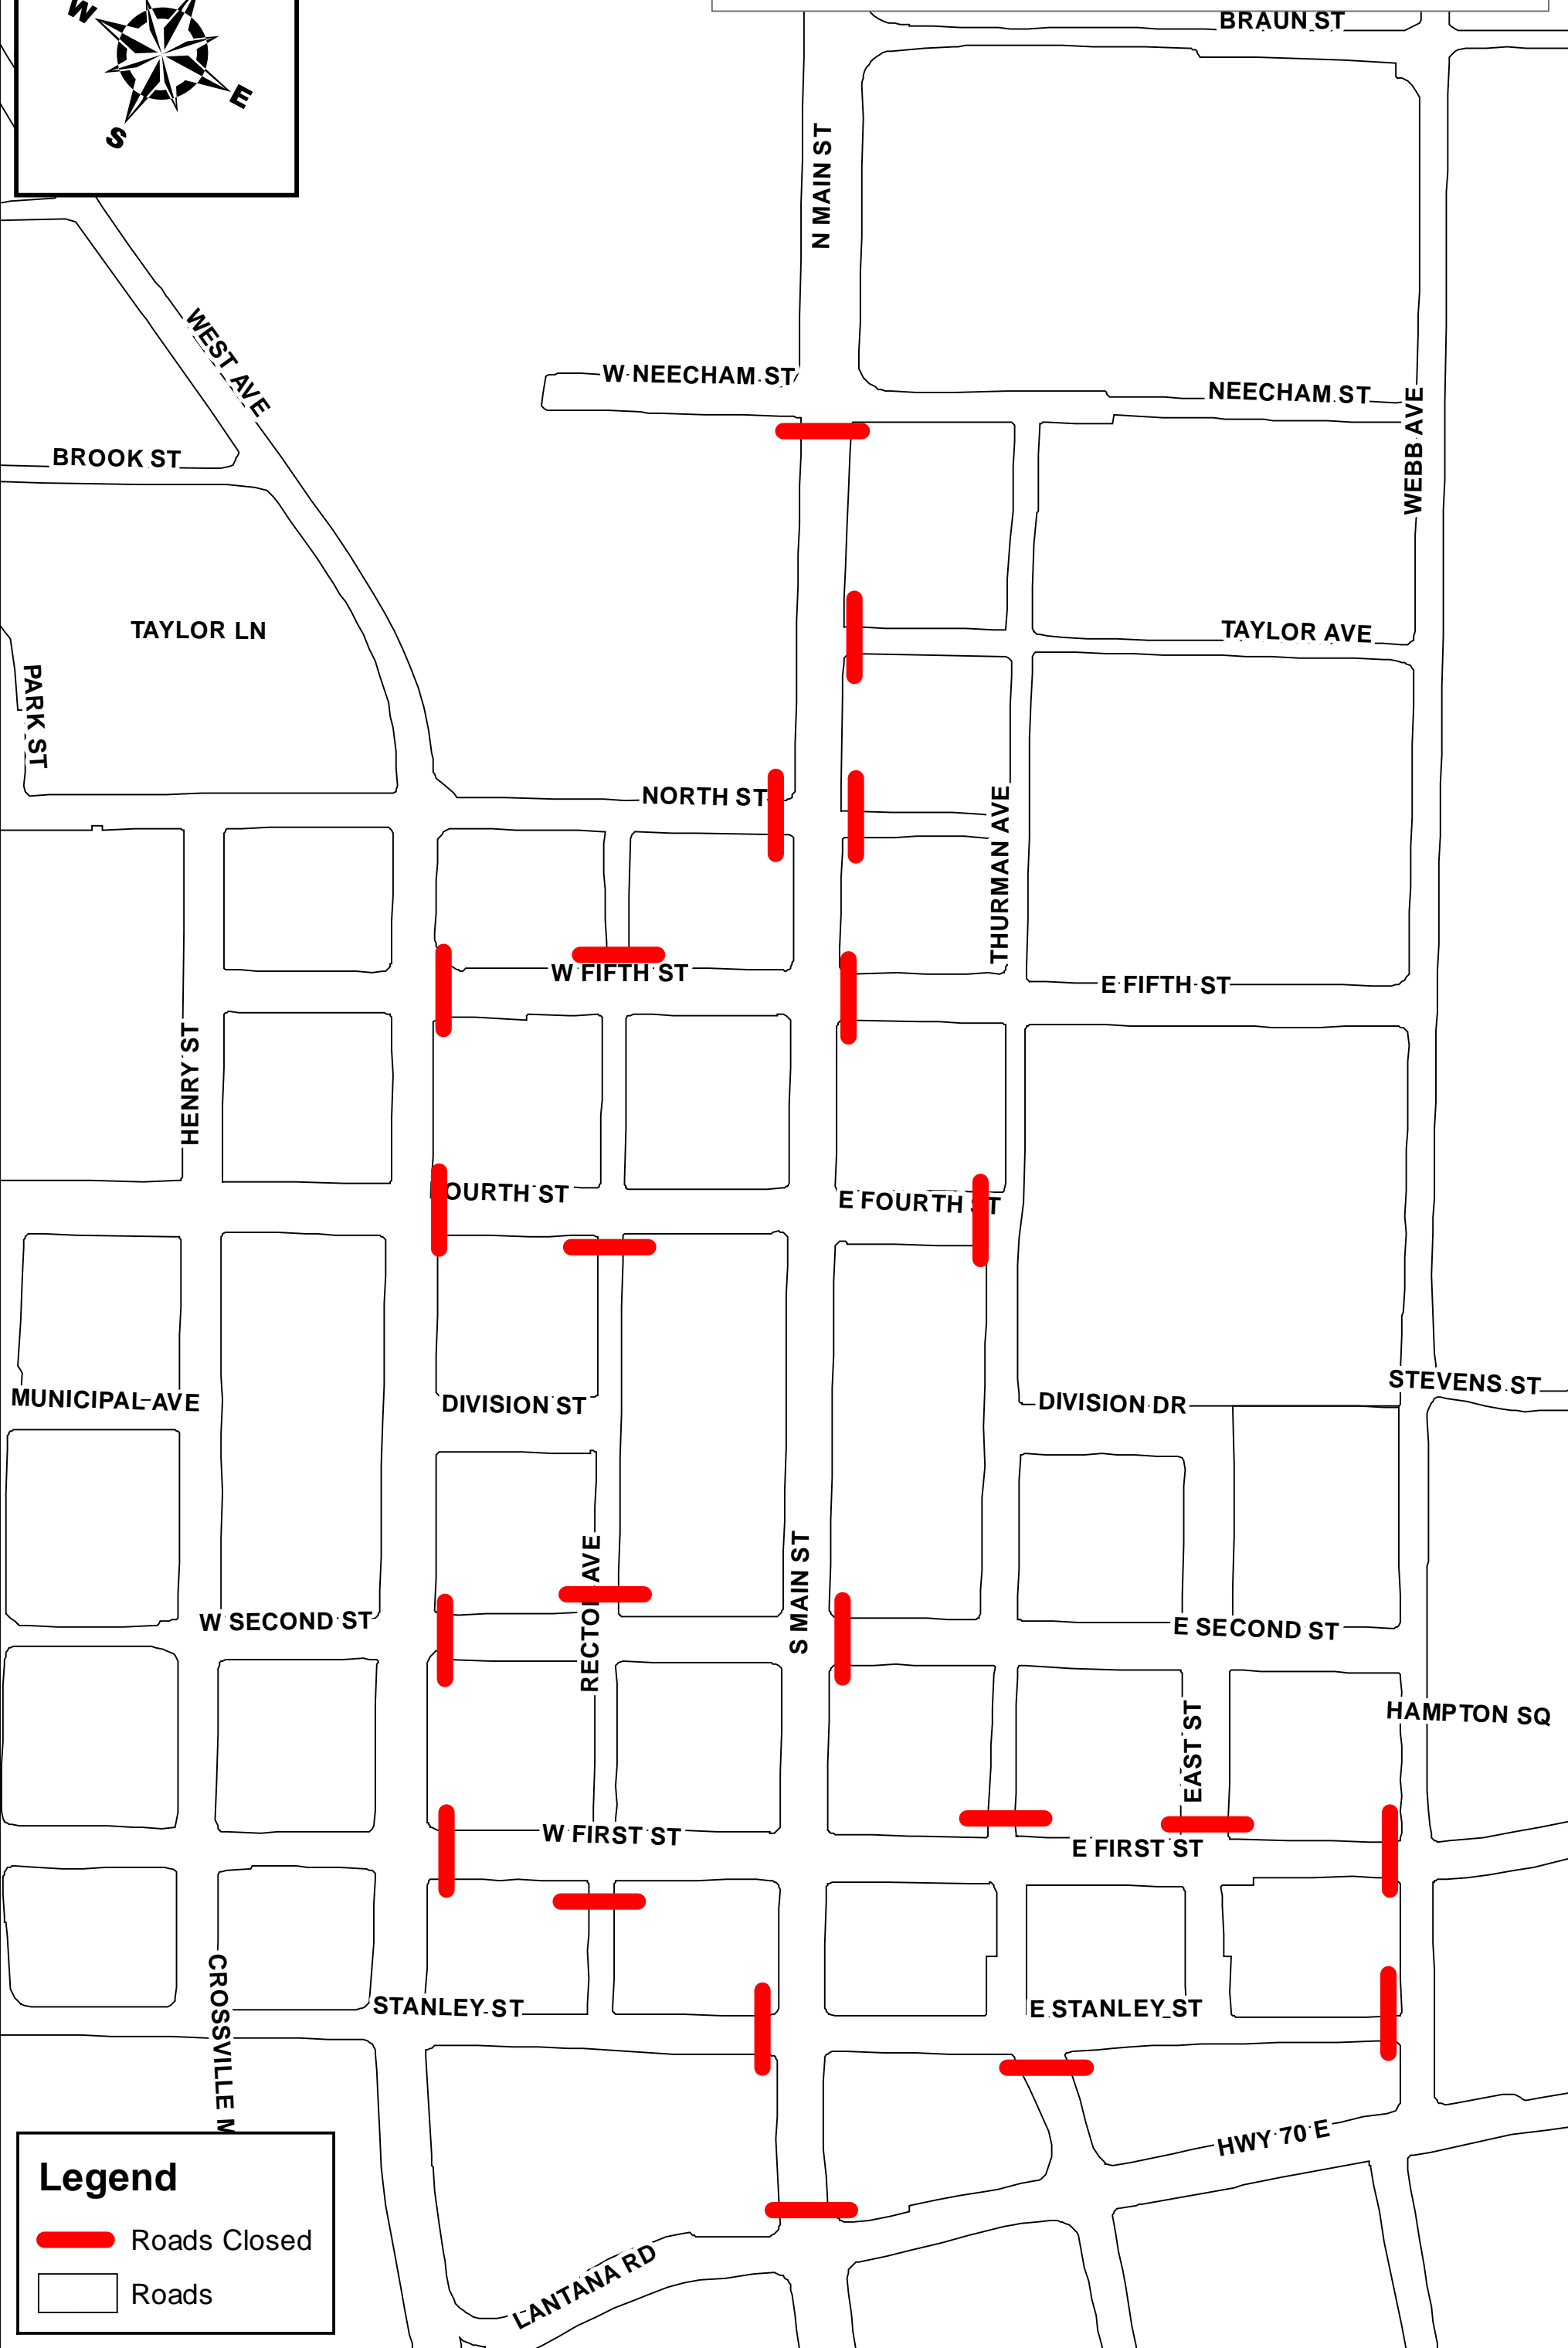 BRAUN ST
W
E
S
N MAIN ST
WEST AVE
W NEECHAM ST
NEECHAM ST
WEBB AVE
BROOK ST
TAYLOR LN
TAYLOR AVE
PARK ST
NORTH ST
THURMAN AVE
W FIFTH ST
E FIFTH ST
HENRY ST
OURTH ST
E FOURTH ST
MUNICIPAL AVE
DIVISION ST
DIVISION DR
STEVENS ST
RECTOR AVE
S MAIN ST
W SECOND ST
E SECOND ST
EAST ST
HAMPTON SQ
W FIRST ST
E FIRST ST
CROSSVILLE M
STANLEY ST
E STANLEY ST
HWY 70 E
LANTANA RD
Legend
Roads Closed
Roads